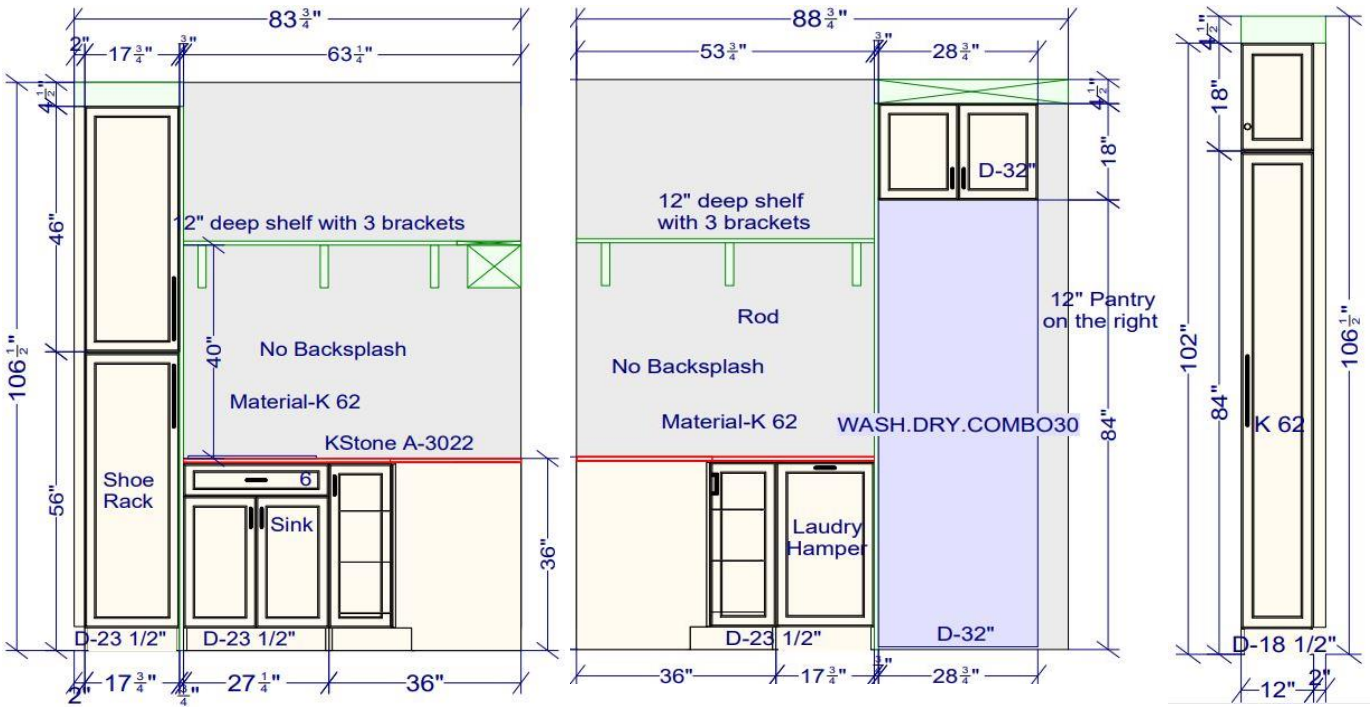 83 3/4"
2"
17 3/4"
3/4"
63 1/4"
4 1/2"
46"
106 1/2"
56"
12" deep shelf with 3 brackets
40"
No Backsplash
Material-K 62
KStone A-3022
Shoe
Rack
6
Sink
36"
D-23 1/2"
D-23 1/2"
2"
17 3/4"
3/4"
27 1/4"
36"
88 3/4"
53 3/4"
3/4"
28 3/4"
4 1/2"
18"
D-32"
12" deep shelf
with 3 brackets
Rod
12" Pantry
on the right
No Backsplash
Material-K 62
WASH.DRY.COMBO30
84"
Laudry
Hamper
D-23 1/2"
D-32"
36"
17 3/4"
3/4"
28 3/4"
4 1/2"
18"
102"
106 1/2"
84"
K 62
D-18 1/2"
12"
2"